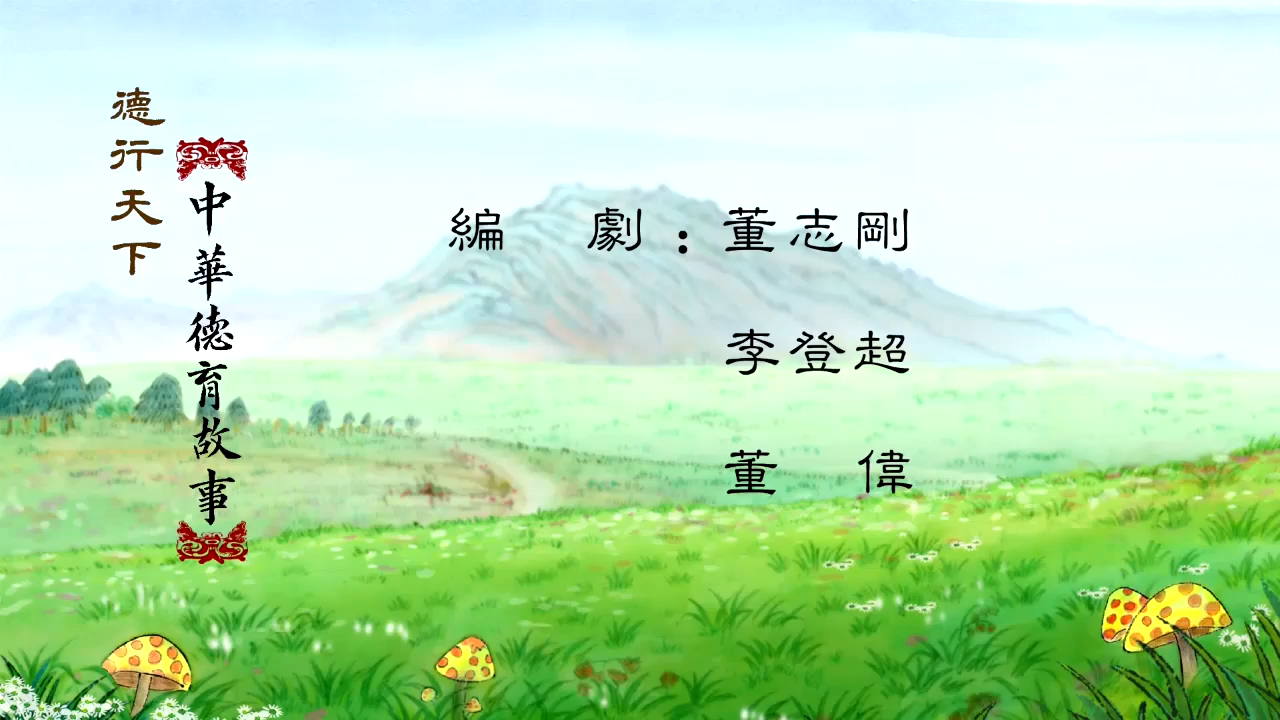 德行天下
中華德育故事
編 劇：董志剛
李登超
董 偉